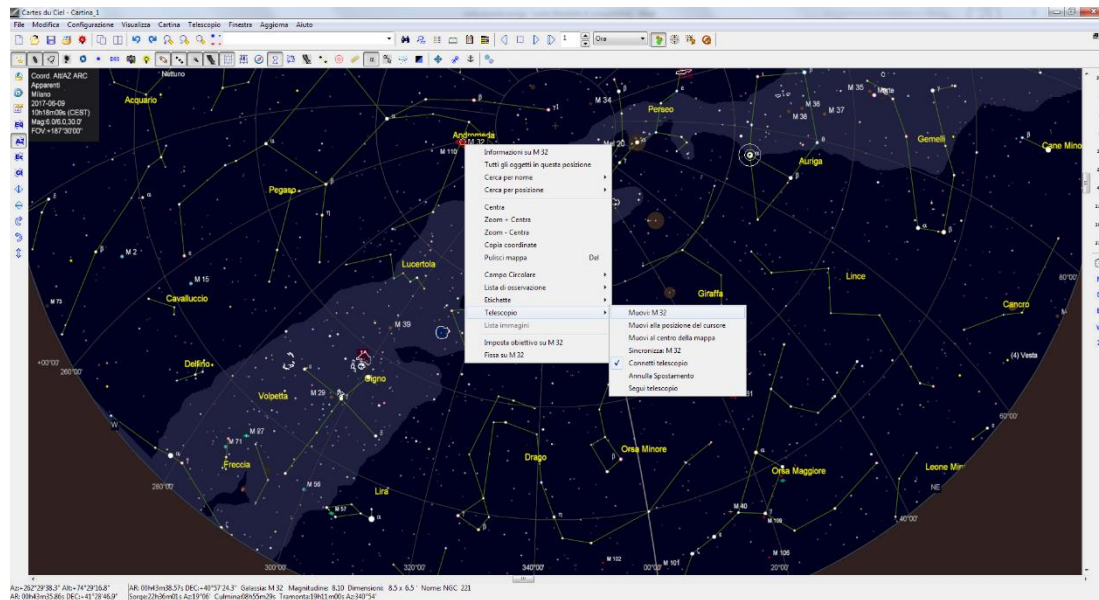 Cartes du Ciel - Cartina_1
File Modifica Configurazione Visualizza Cartina Telescopio Finestra Aggiorna Aiuto
1 Ora
Coord. Alt/AZ ARC
Apparenti
Milano
2017-06-09
10h18m09s (CEST)
Mag:6.0/6.0,30.0'
FOV:+187°30'00"
Nettuno
Acquario
Andromeda
M 32
M 110
M 34
Perseo
Mel 20
M 35
Marte
M 36
M 37
M 38
Gemelli
Cane Mino
Auriga
Pegaso
M 2
M 15
Cavalluccio
M 73
Lucertola
M 39
Lince
Giraffa
Cancro
(4) Vesta
Informazioni su M 32
Tutti gli oggetti in questa posizione
Cerca per nome
Cerca per posizione
Centra
Zoom + Centra
Zoom - Centra
Copia coordinate
Pulisci mappa Del
Campo Circolare
Lista di osservazione
Etichette
Telescopio
Lista immagini
Imposta obiettivo su M 32
Fissa su M 32
Muovi: M 32
Muovi alla posizione del cursore
Muovi al centro della mappa
Sincronizza: M 32
Connetti telescopio
Annulla Spostamento
Segui telescopio
+00°00'
260°00'
80°00'
60°00'
Delfino
Cigno
Volpetta
M 29
W
M 27
M 71
Freccia
280°00'
M 56
M 57
Lira
Drago
Orsa Minore
Orsa Maggiore
Leone Min
NE
M 40
M 109
M 106
M 102
M 101
40°00'
300°00'
320°00'
340°00'
00°00'
20°00'
Az:+262°29'38.3" Alt:+74°29'16.8" AR: 00h43m38.57s DEC:+40°57'24.3" Galassia: M 32 Magnitudine: 8.10 Dimensione: 8.5 x 6.5 ' Nome: NGC 221
AR: 00h43m35.86s DEC:+41°28'46.9" Sorge:22h36m01s Az:19°06' Culmina:08h55m29s Tramonta:19h11m00s Az:340°54'